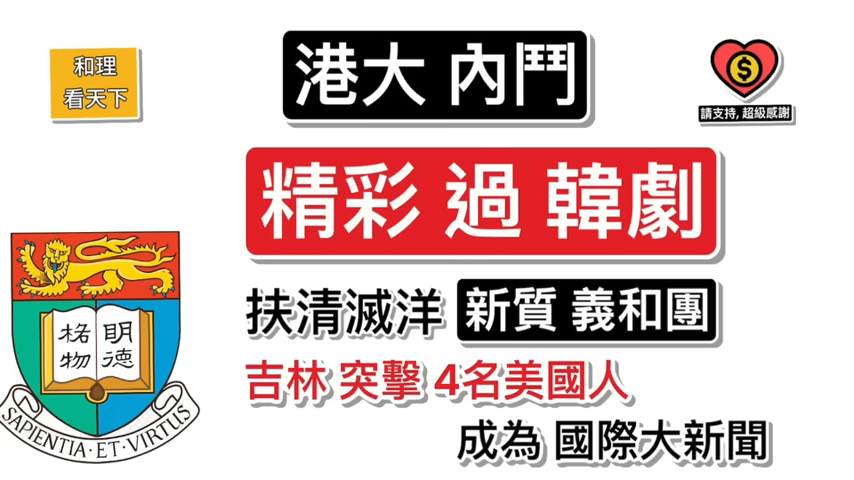 和理
看天下
港大 內鬥
請支持, 超級感謝
精彩 過 韓劇
扶清滅洋 新質 義和團
吉林 突擊 4名美國人
成為 國際大新聞
明德
格物
SAPIENTIA·ET·VIRTUS